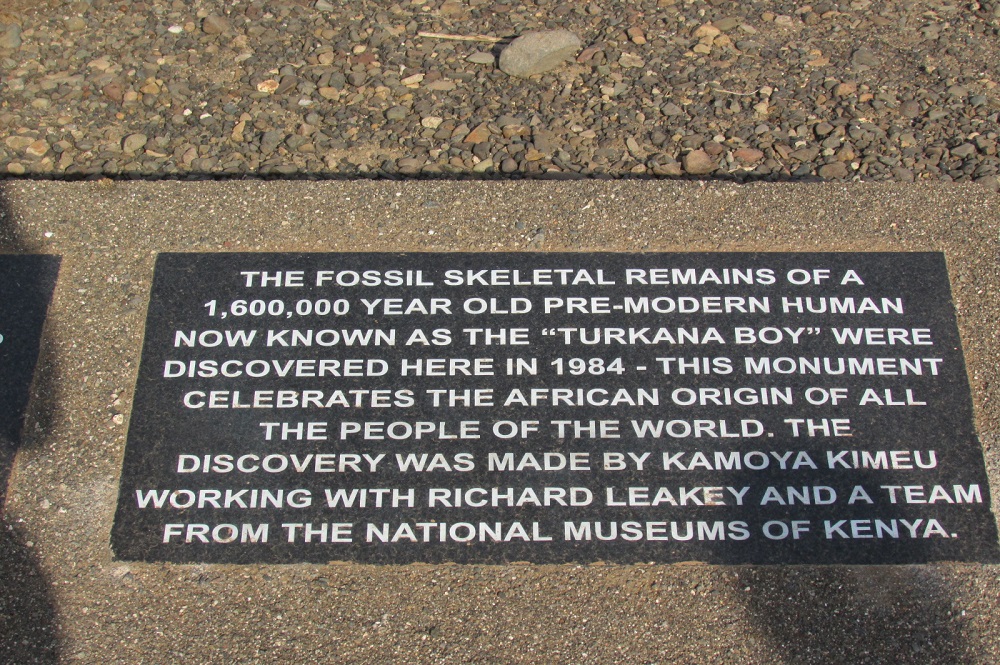 THE FOSSIL SKELETAL REMAINS OF A
1,600,000 YEAR OLD PRE-MODERN HUMAN
NOW KNOWN AS THE “TURKANA BOY” WERE
DISCOVERED HERE IN 1984 - THIS MONUMENT
CELEBRATES THE AFRICAN ORIGIN OF ALL
THE PEOPLE OF THE WORLD. THE
DISCOVERY WAS MADE BY KAMOYA KIMEU
WORKING WITH RICHARD LEAKEY AND A TEAM
FROM THE NATIONAL MUSEUMS OF KENYA.